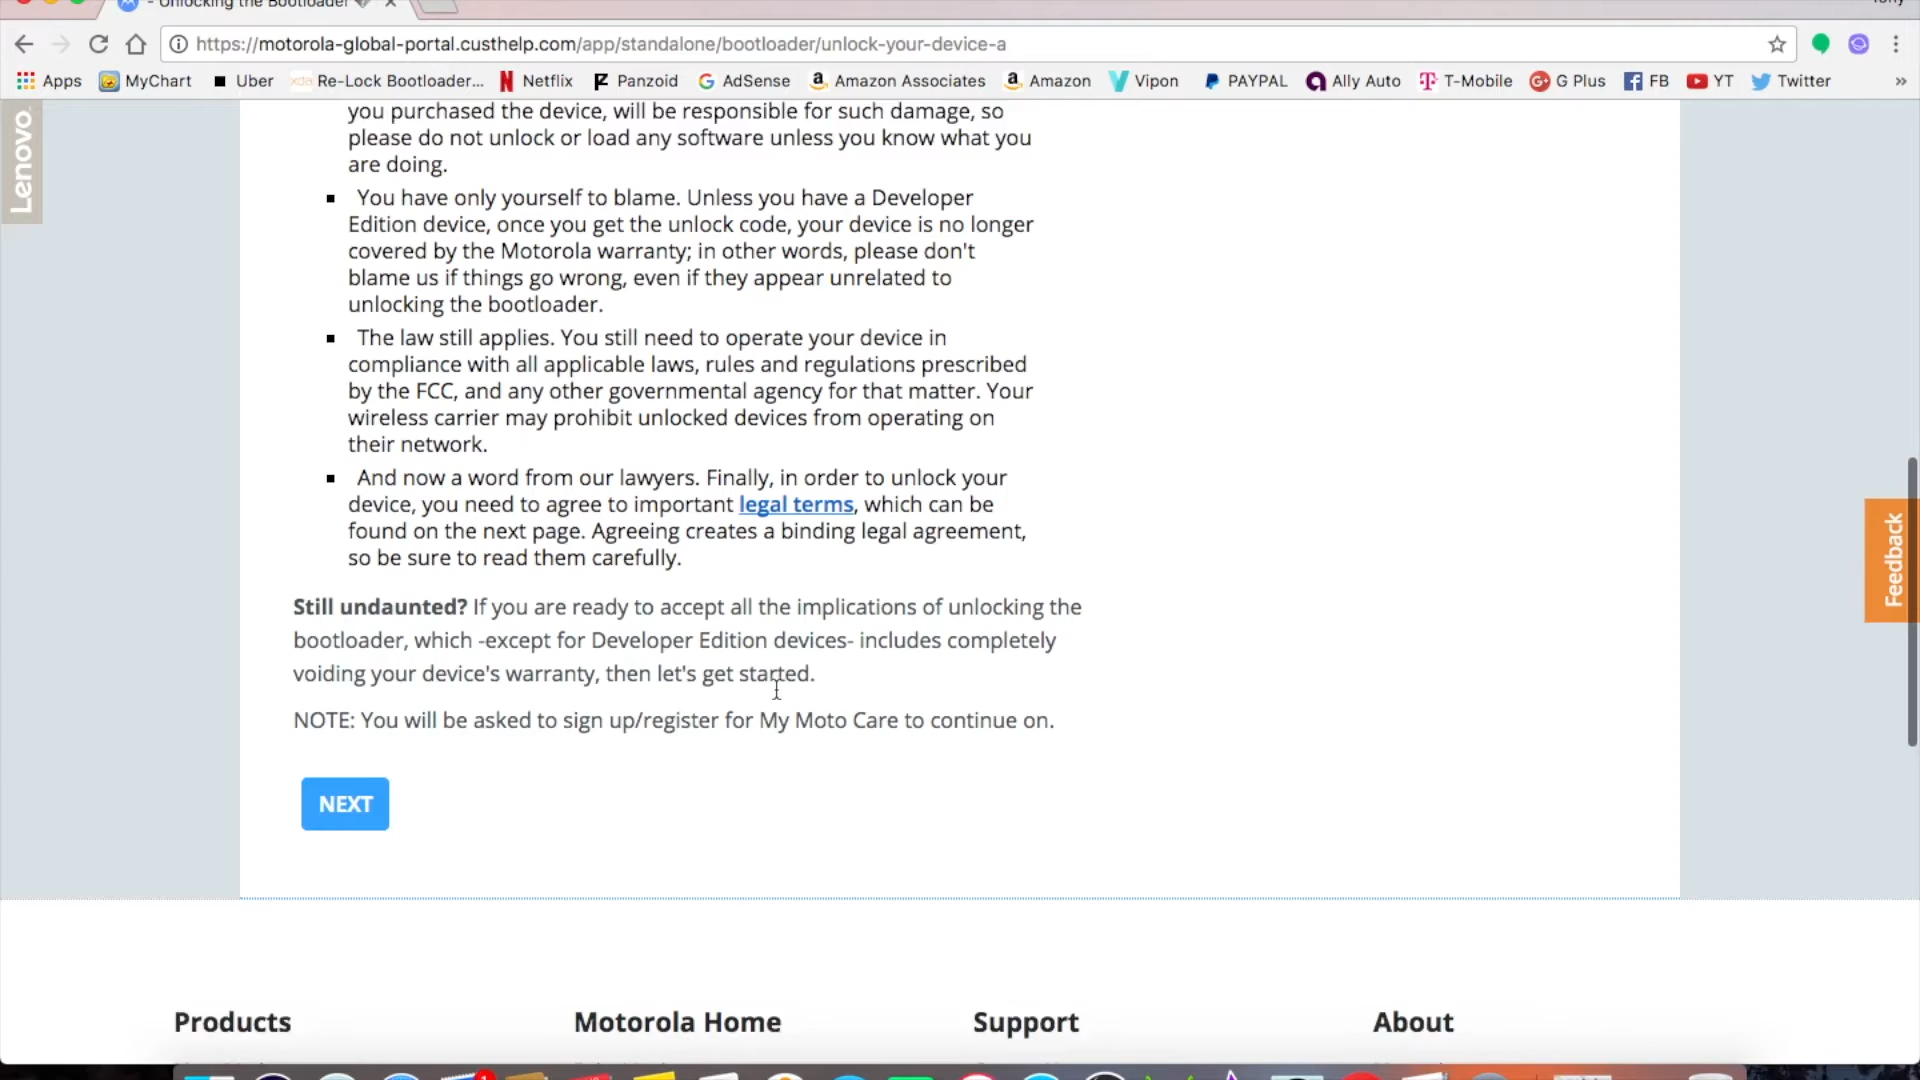 - Unlocking the Bootloader
Tony
https://motorola-global-portal.custhelp.com/app/standalone/bootloader/unlock-your-device-a
Apps MyChart Uber Re-Lock Bootloader... Netflix Panzoid AdSense Amazon Associates Amazon Vipon PAYPAL Ally Auto T-Mobile G Plus FB YT Twitter »
Lenovo
you purchased the device, will be responsible for such damage, so
please do not unlock or load any software unless you know what you
are doing.
▪ You have only yourself to blame. Unless you have a Developer
Edition device, once you get the unlock code, your device is no longer
covered by the Motorola warranty; in other words, please don't
blame us if things go wrong, even if they appear unrelated to
unlocking the bootloader.
▪ The law still applies. You still need to operate your device in
compliance with all applicable laws, rules and regulations prescribed
by the FCC, and any other governmental agency for that matter. Your
wireless carrier may prohibit unlocked devices from operating on
their network.
▪ And now a word from our lawyers. Finally, in order to unlock your
device, you need to agree to important legal terms, which can be
found on the next page. Agreeing creates a binding legal agreement,
so be sure to read them carefully.
Still undaunted? If you are ready to accept all the implications of unlocking the
bootloader, which -except for Developer Edition devices- includes completely
voiding your device's warranty, then let's get started.
NOTE: You will be asked to sign up/register for My Moto Care to continue on.
NEXT
Feedback
Products Motorola Home Support About
1